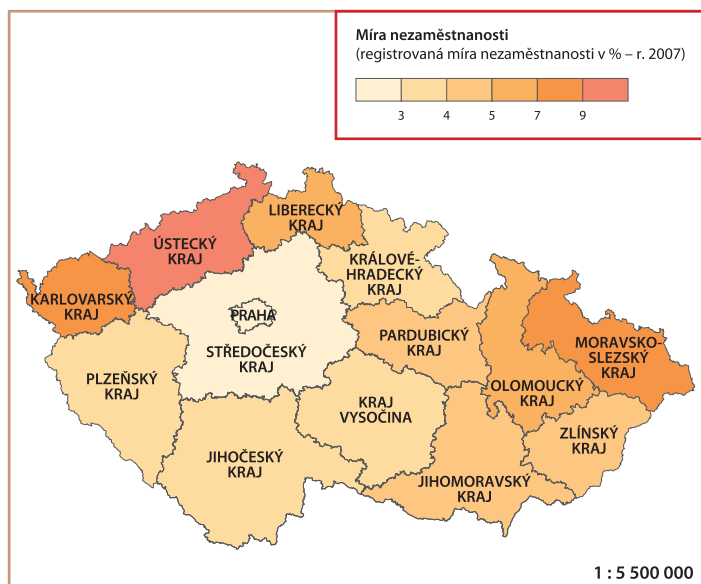 Míra nezaměstnanosti
(registrovaná míra nezaměstnanosti v % – r. 2007)
3 4 5 7 9
LIBERECKÝ
KRAJ
ÚSTECKÝ
KRAJ
KRÁLOVÉ-
HRADECKÝ
KRAJ
KARLOVARSKÝ
KRAJ
PRAHA
STŘEDOČESKÝ
KRAJ
PARDUBICKÝ
KRAJ
MORAVSKO-
SLEZSKÝ
KRAJ
PLZEŇSKÝ
KRAJ
OLOMOUCKÝ
KRAJ
KRAJ
VYSOČINA
ZLÍNSKÝ
KRAJ
JIHOČESKÝ
KRAJ
JIHOMORAVSKÝ
KRAJ
1 : 5 500 000